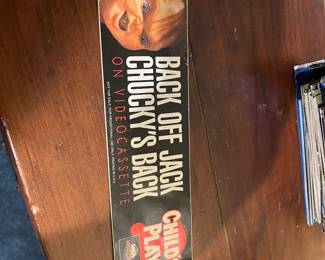 BACK OFF JACK
CHUCKY'S BACK
ON VIDEOCASSETTE
CHILD'
PLAY